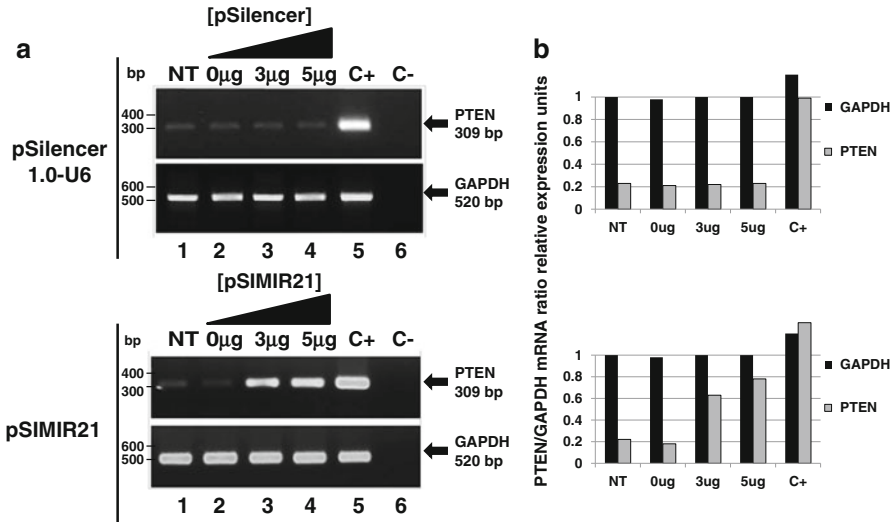 a
[pSilencer]
bp NT 0µg 3µg 5µg C+ C-
400
300
PTEN
309 bp
pSilencer
1.0-U6
600
500
GAPDH
520 bp
1 2 3 4 5 6
[pSIMIR21]
bp NT 0µg 3µg 5µg C+ C-
400
300
PTEN
309 bp
pSIMIR21
600
500
GAPDH
520 bp
1 2 3 4 5 6
b
PTEN/GAPDH mRNA ratio relative expression units
1
0.8
0.6
0.4
0.2
0
NT 0ug 3ug 5ug C+
GAPDH
PTEN
1
0.8
0.6
0.4
0.2
0
NT 0ug 3ug 5ug C+
GAPDH
PTEN